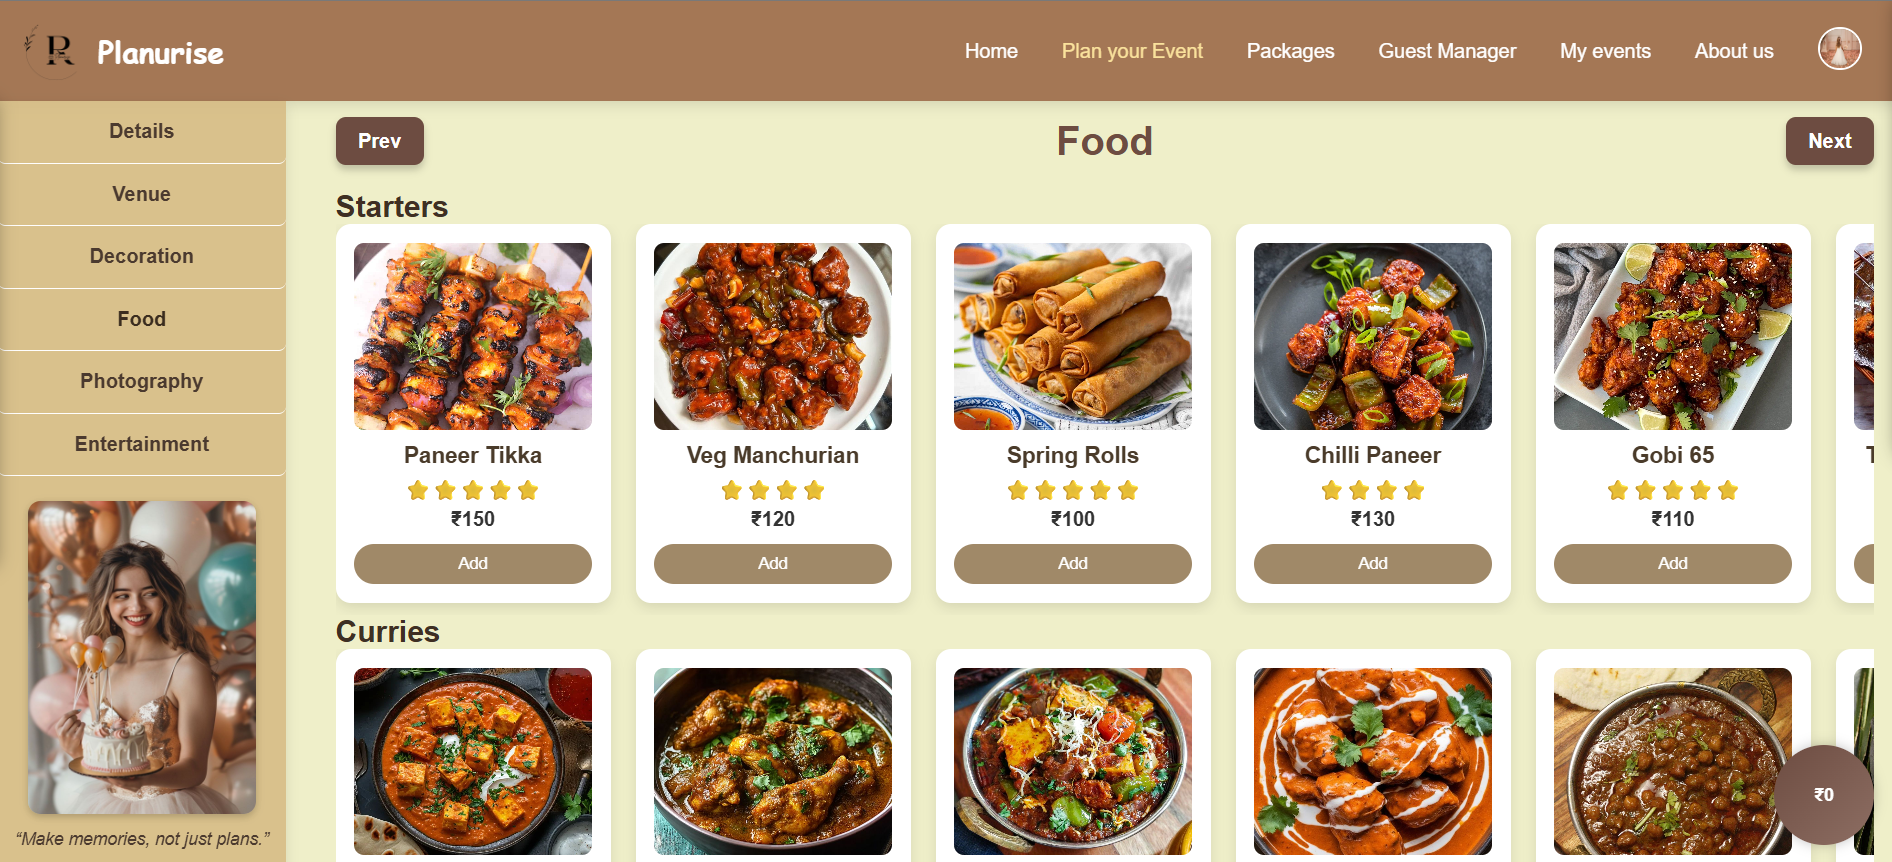 R
Planurise
Home
Plan your Event
Packages
Guest Manager
My events
About us
Details
Venue
Decoration
Food
Photography
Entertainment
“Make memories, not just plans.”
Prev
Food
Next
Starters
Paneer Tikka
₹150
Add
Veg Manchurian
₹120
Add
Spring Rolls
₹100
Add
Chilli Paneer
₹130
Add
Gobi 65
₹110
Add
Curries
₹0